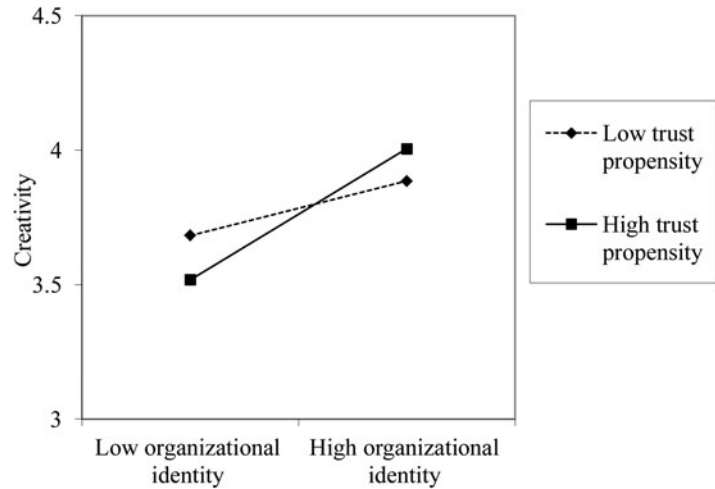 4.5
4
3.5
3
Creativity
Low organizational
identity
High organizational
identity
Low trust
propensity
High trust
propensity